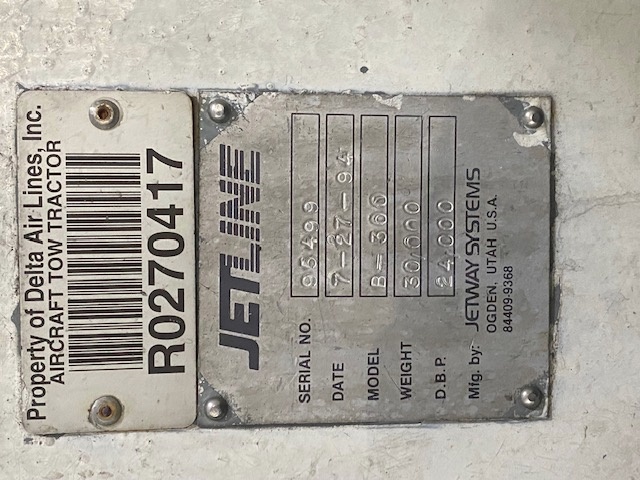 Property of Delta Air Lines, Inc.
AIRCRAFT TOW TRACTOR
R0270417
JETLINE
SERIAL NO. 95499
DATE 7-27-94
MODEL B-300
WEIGHT 30,000
D.B.P. 24,000
Mfg. by: JETWAY SYSTEMS
OGDEN, UTAH U.S.A.
84409-9368